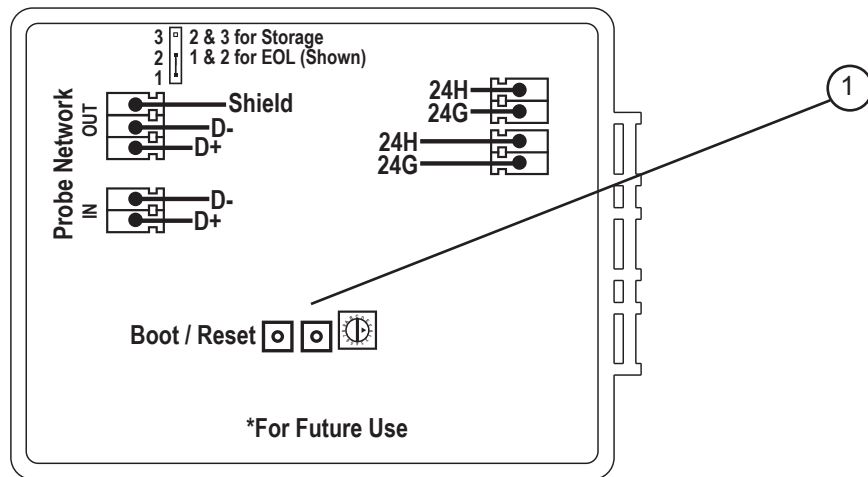 3 2 & 3 for Storage
2 1 & 2 for EOL (Shown)
1
Probe Network
OUT
Shield
D-
D+
IN
D-
D+
24H
24G
24H
24G
1
Boot / Reset
*For Future Use